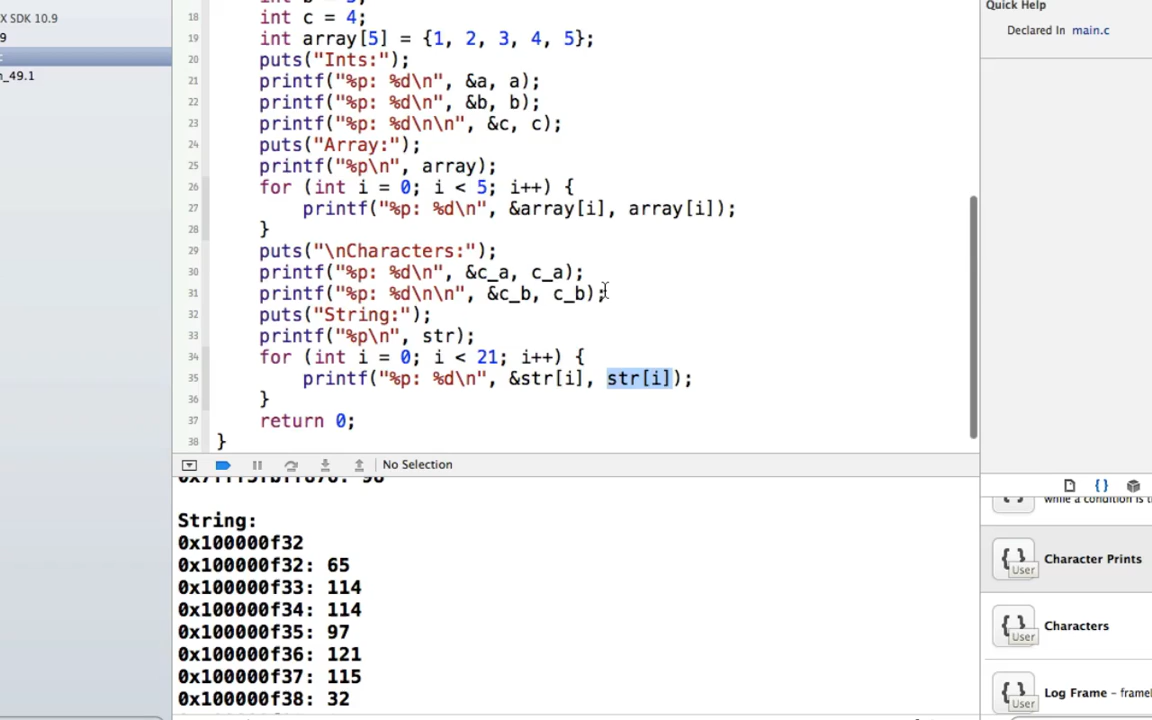 X SDK 10.9
9
c
n_49.1
18 int c = 4;
19 int array[5] = {1, 2, 3, 4, 5};
20 puts("Ints:");
21 printf("%p: %d\n", &a, a);
22 printf("%p: %d\n", &b, b);
23 printf("%p: %d\n\n", &c, c);
24 puts("Array:");
25 printf("%p\n", array);
26 for (int i = 0; i < 5; i++) {
27 printf("%p: %d\n", &array[i], array[i]);
28 }
29 puts("\nCharacters:");
30 printf("%p: %d\n", &c_a, c_a);
31 printf("%p: %d\n\n", &c_b, c_b);
32 puts("String:");
33 printf("%p\n", str);
34 for (int i = 0; i < 21; i++) {
35 printf("%p: %d\n", &str[i], str[i]);
36 }
37 return 0;
38 }
No Selection
String:
0x100000f32
0x100000f32: 65
0x100000f33: 114
0x100000f34: 114
0x100000f35: 97
0x100000f36: 121
0x100000f37: 115
0x100000f38: 32
Quick Help
Declared In main.c
while a condition is t
{ } User Character Prints
{ } User Characters
{ } User Log Frame – frame